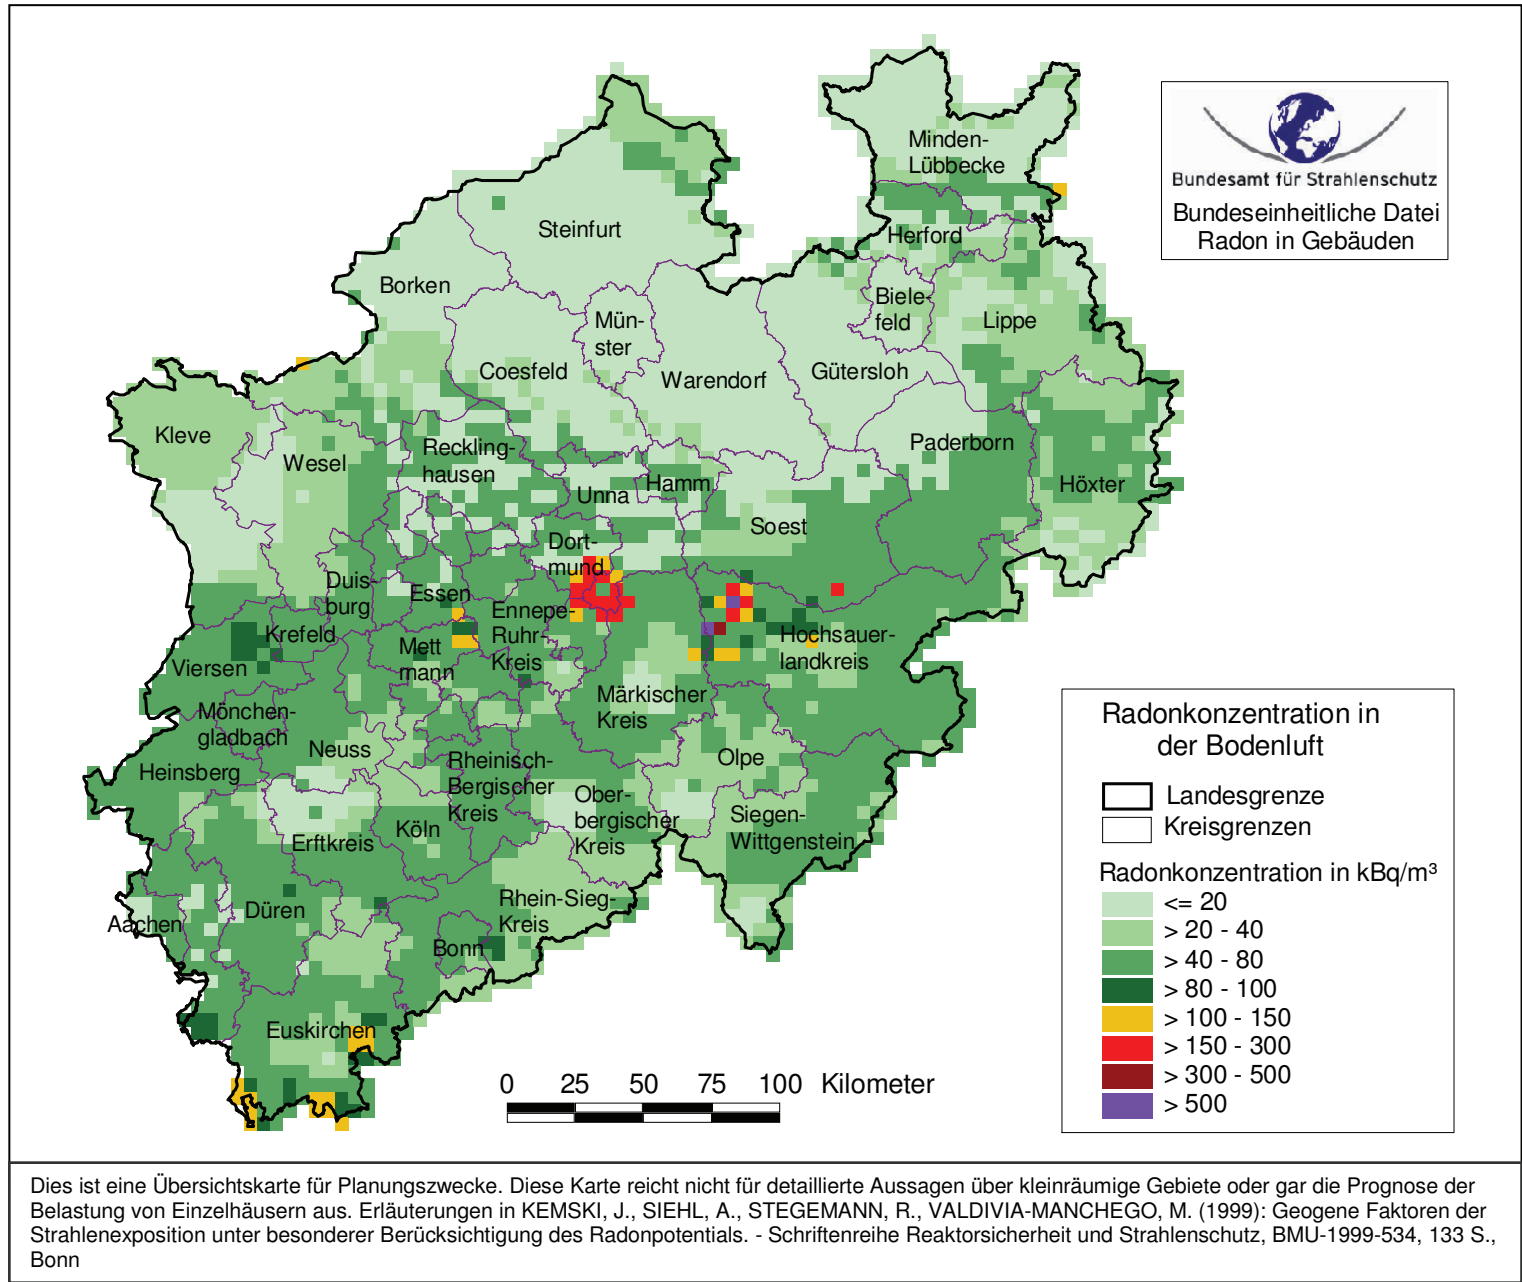 Minden-
Lübbecke
Steinfurt
Herford
Borken
Biele-
feld
Mün-
ster
Lippe
Coesfeld
Warendorf
Gütersloh
Kleve
Wesel
Reckling-
hausen
Paderborn
Unna
Hamm
Höxter
Soest
Dort-
mund
Duis-
burg
Essen
Ennepe-
Ruhr-
Kreis
Krefeld
Viersen
Mett
mann
Hochsauer-
landkreis
Märkischer
Kreis
Mönchen-
gladbach
Neuss
Heinsberg
Rheinisch-
Bergischer
Kreis
Olpe
Ober-
bergischer
Kreis
Siegen-
Wittgenstein
Köln
Erftkreis
Rhein-Sieg-
Kreis
Aachen
Düren
Bonn
Euskirchen
0 25 50 75 100 Kilometer
Bundesamt für Strahlenschutz
Bundeseinheitliche Datei
Radon in Gebäuden
Radonkonzentration in
der Bodenluft
Landesgrenze
Kreisgrenzen
Radonkonzentration in kBq/m³
<= 20
> 20 - 40
> 40 - 80
> 80 - 100
> 100 - 150
> 150 - 300
> 300 - 500
> 500
Dies ist eine Übersichtskarte für Planungszwecke. Diese Karte reicht nicht für detaillierte Aussagen über kleinräumige Gebiete oder gar die Prognose der
Belastung von Einzelhäusern aus. Erläuterungen in KEMSKI, J., SIEHL, A., STEGEMANN, R., VALDIVIA-MANCHEGO, M. (1999): Geogene Faktoren der
Strahlenexposition unter besonderer Berücksichtigung des Radonpotentials. - Schriftenreihe Reaktorsicherheit und Strahlenschutz, BMU-1999-534, 133 S.,
Bonn